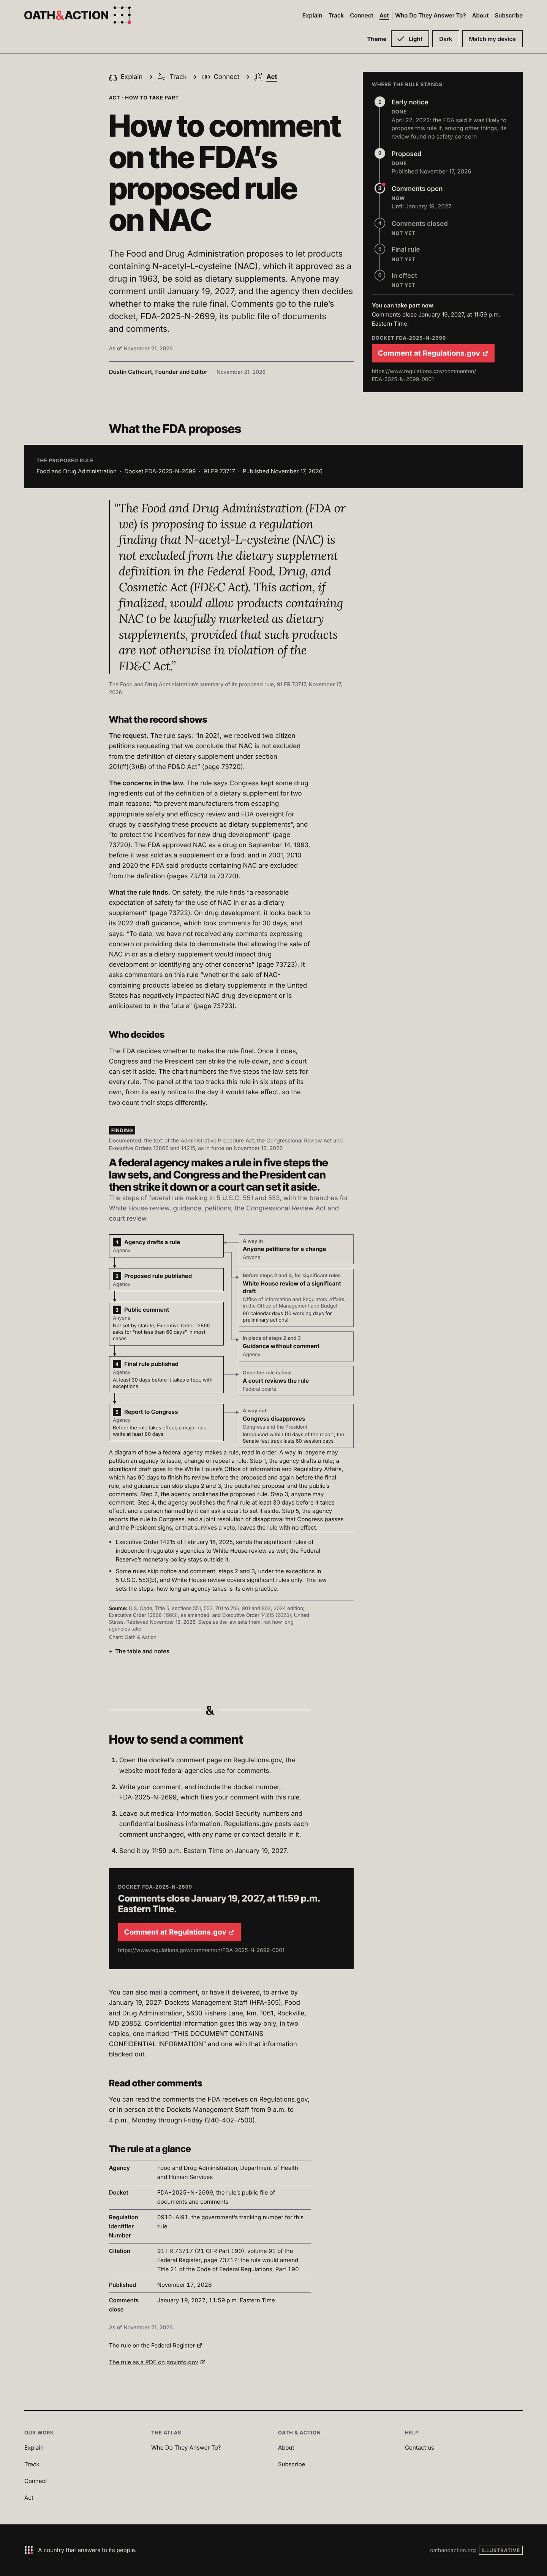 OATH&ACTION
Explain Track Connect Act Who Do They Answer To? About Subscribe
Theme Light Dark Match my device
Explain → Track → Connect → Act
ACT · HOW TO TAKE PART
How to comment
on the FDA’s
proposed rule
on NAC
The Food and Drug Administration proposes to let products
containing N-acetyl-L-cysteine (NAC), which it approved as a
drug in 1963, be sold as dietary supplements. Anyone may
comment until January 19, 2027, and the agency then decides
whether to make the rule final. Comments go to the rule’s
docket, FDA-2025-N-2699, its public file of documents
and comments.
As of November 21, 2026
Dustin Cathcart, Founder and Editor November 21, 2026
WHERE THE RULE STANDS
1 Early notice
DONE
April 22, 2022: the FDA said it was likely to
propose this rule if, among other things, its
review found no safety concern
2 Proposed
DONE
Published November 17, 2026
3 Comments open
NOW
Until January 19, 2027
4 Comments closed
NOT YET
5 Final rule
NOT YET
6 In effect
NOT YET
You can take part now.
Comments close January 19, 2027, at 11:59 p.m.
Eastern Time.
DOCKET FDA-2025-N-2699
Comment at Regulations.gov
https://www.regulations.gov/commenton/
FDA-2025-N-2699-0001
What the FDA proposes
THE PROPOSED RULE
Food and Drug Administration · Docket FDA-2025-N-2699 · 91 FR 73717 · Published November 17, 2026
“The Food and Drug Administration (FDA or
we) is proposing to issue a regulation
finding that N-acetyl-L-cysteine (NAC) is
not excluded from the dietary supplement
definition in the Federal Food, Drug, and
Cosmetic Act (FD&C Act). This action, if
finalized, would allow products containing
NAC to be lawfully marketed as dietary
supplements, provided that such products
are not otherwise in violation of the
FD&C Act.”
The Food and Drug Administration’s summary of its proposed rule, 91 FR 73717, November 17,
2026
What the record shows
The request. The rule says: “In 2021, we received two citizen
petitions requesting that we conclude that NAC is not excluded
from the definition of dietary supplement under section
201(ff)(3)(B) of the FD&C Act” (page 73720).
The concerns in the law. The rule says Congress kept some drug
ingredients out of the definition of a dietary supplement for two
main reasons: “to prevent manufacturers from escaping
appropriate safety and efficacy review and FDA oversight for
drugs by classifying these products as dietary supplements”, and
“to protect the incentives for new drug development” (page
73720). The FDA approved NAC as a drug on September 14, 1963,
before it was sold as a supplement or a food, and in 2001, 2010
and 2020 the FDA said products containing NAC are excluded
from the definition (pages 73719 to 73720).
What the rule finds. On safety, the rule finds “a reasonable
expectation of safety for the use of NAC in or as a dietary
supplement” (page 73722). On drug development, it looks back to
its 2022 draft guidance, which took comments for 30 days, and
says: “To date, we have not received any comments expressing
concern or providing data to demonstrate that allowing the sale of
NAC in or as a dietary supplement would impact drug
development or identifying any other concerns” (page 73723). It
asks commenters on this rule “whether the sale of NAC-
containing products labeled as dietary supplements in the United
States has negatively impacted NAC drug development or is
anticipated to in the future” (page 73723).
Who decides
The FDA decides whether to make the rule final. Once it does,
Congress and the President can strike the rule down, and a court
can set it aside. The chart numbers the five steps the law sets for
every rule. The panel at the top tracks this rule in six steps of its
own, from its early notice to the day it would take effect, so the
two count their steps differently.
FINDING
Documented: the text of the Administrative Procedure Act, the Congressional Review Act and
Executive Orders 12866 and 14215, as in force on November 12, 2026
A federal agency makes a rule in five steps the
law sets, and Congress and the President can
then strike it down or a court can set it aside.
The steps of federal rule making in 5 U.S.C. 551 and 553, with the branches for
White House review, guidance, petitions, the Congressional Review Act and
court review
1 Agency drafts a rule
Agency
2 Proposed rule published
Agency
3 Public comment
Anyone
Not set by statute; Executive Order 12866
asks for “not less than 60 days” in most
cases
4 Final rule published
Agency
At least 30 days before it takes effect, with
exceptions
5 Report to Congress
Agency
Before the rule takes effect; a major rule
waits at least 60 days
A way in
Anyone petitions for a change
Anyone
Before steps 2 and 4, for significant rules
White House review of a significant
draft
Office of Information and Regulatory Affairs,
in the Office of Management and Budget
90 calendar days (10 working days for
preliminary actions)
In place of steps 2 and 3
Guidance without comment
Agency
Once the rule is final
A court reviews the rule
Federal courts
A way out
Congress disapproves
Congress and the President
Introduced within 60 days of the report; the
Senate fast track lasts 60 session days
A diagram of how a federal agency makes a rule, read in order. A way in: anyone may
petition an agency to issue, change or repeal a rule. Step 1, the agency drafts a rule; a
significant draft goes to the White House’s Office of Information and Regulatory Affairs,
which has 90 days to finish its review before the proposed and again before the final
rule, and guidance can skip steps 2 and 3, the published proposal and the public’s
comments. Step 2, the agency publishes the proposed rule. Step 3, anyone may
comment. Step 4, the agency publishes the final rule at least 30 days before it takes
effect, and a person harmed by it can ask a court to set it aside. Step 5, the agency
reports the rule to Congress, and a joint resolution of disapproval that Congress passes
and the President signs, or that survives a veto, leaves the rule with no effect.
• Executive Order 14215 of February 18, 2025, sends the significant rules of
independent regulatory agencies to White House review as well; the Federal
Reserve’s monetary policy stays outside it.
• Some rules skip notice and comment, steps 2 and 3, under the exceptions in
5 U.S.C. 553(b), and White House review covers significant rules only. The law
sets the steps; how long an agency takes is its own practice.
Source: U.S. Code, Title 5, sections 551, 553, 701 to 706, 801 and 802, 2024 edition;
Executive Order 12866 (1993), as amended, and Executive Order 14215 (2025); United
States. Retrieved November 12, 2026. Steps as the law sets them, not how long
agencies take.
Chart: Oath & Action
+ The table and notes
&
How to send a comment
1. Open the docket’s comment page on Regulations.gov, the
website most federal agencies use for comments.
2. Write your comment, and include the docket number,
FDA-2025-N-2699, which files your comment with this rule.
3. Leave out medical information, Social Security numbers and
confidential business information. Regulations.gov posts each
comment unchanged, with any name or contact details in it.
4. Send it by 11:59 p.m. Eastern Time on January 19, 2027.
DOCKET FDA-2025-N-2699
Comments close January 19, 2027, at 11:59 p.m.
Eastern Time.
Comment at Regulations.gov
https://www.regulations.gov/commenton/FDA-2025-N-2699-0001
You can also mail a comment, or have it delivered, to arrive by
January 19, 2027: Dockets Management Staff (HFA-305), Food
and Drug Administration, 5630 Fishers Lane, Rm. 1061, Rockville,
MD 20852. Confidential information goes this way only, in two
copies, one marked “THIS DOCUMENT CONTAINS
CONFIDENTIAL INFORMATION” and one with that information
blacked out.
Read other comments
You can read the comments the FDA receives on Regulations.gov,
or in person at the Dockets Management Staff from 9 a.m. to
4 p.m., Monday through Friday (240-402-7500).
The rule at a glance
Agency Food and Drug Administration, Department of Health
and Human Services
Docket FDA-2025-N-2699, the rule’s public file of
documents and comments
Regulation Identifier Number 0910-AI91, the government’s tracking number for this
rule
Citation 91 FR 73717 (21 CFR Part 190): volume 91 of the
Federal Register, page 73717; the rule would amend
Title 21 of the Code of Federal Regulations, Part 190
Published November 17, 2026
Comments close January 19, 2027, 11:59 p.m. Eastern Time
As of November 21, 2026.
The rule on the Federal Register
The rule as a PDF on govinfo.gov
OUR WORK
Explain
Track
Connect
Act
THE ATLAS
Who Do They Answer To?
OATH & ACTION
About
Subscribe
HELP
Contact us
A country that answers to its people.
oathandaction.org ILLUSTRATIVE